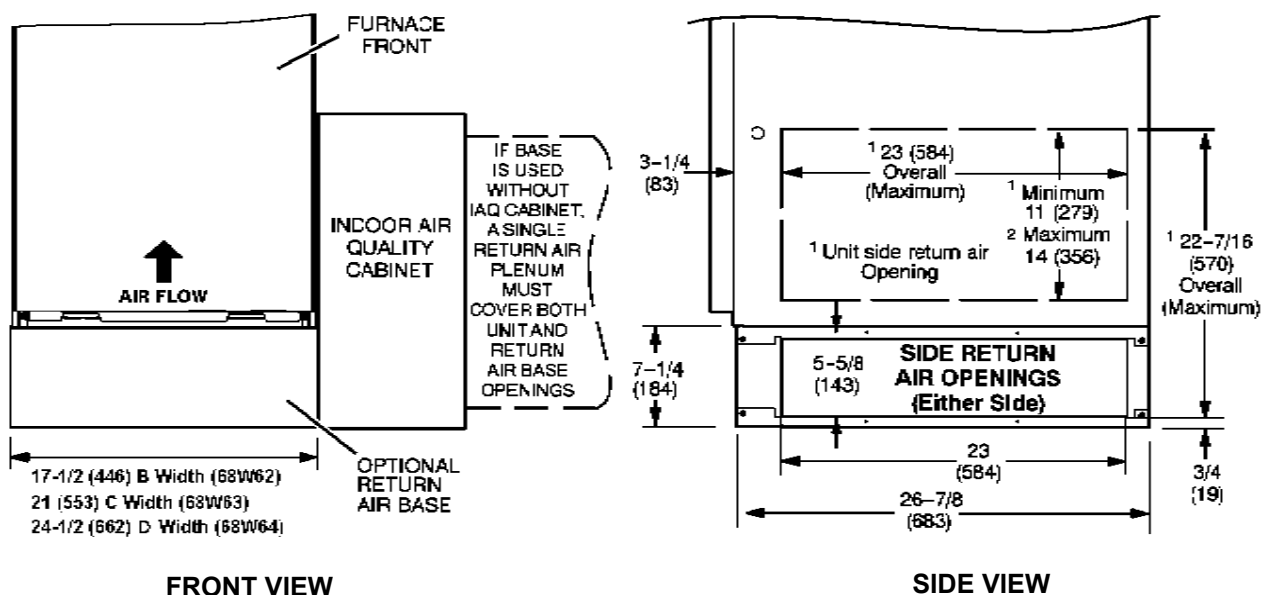 FURNACE
FRONT
AIR FLOW
INDOOR AIR
QUALITY
CABINET
IF BASE
IS USED
WITHOUT
IAQ CABINET,
A SINGLE
RETURN AIR
PLENUM
MUST
COVER BOTH
UNIT AND
RETURN
AIR BASE
OPENINGS
17-1/2 (446) B Width (68W62)
21 (553) C Width (68W63)
24-1/2 (662) D Width (68W64)
OPTIONAL
RETURN
AIR BASE
FRONT VIEW
3-1/4
(83)
1 23 (584)
Overall
(Maximum)
1 Minimum
11 (279)
2 Maximum
14 (356)
1 Unit side return air
Opening
1 22-7/16
(570)
Overall
(Maximum)
7-1/4
(184)
5-5/8
(143)
SIDE RETURN
AIR OPENINGS
(Either Side)
23
(584)
26-7/8
(683)
3/4
(19)
SIDE VIEW